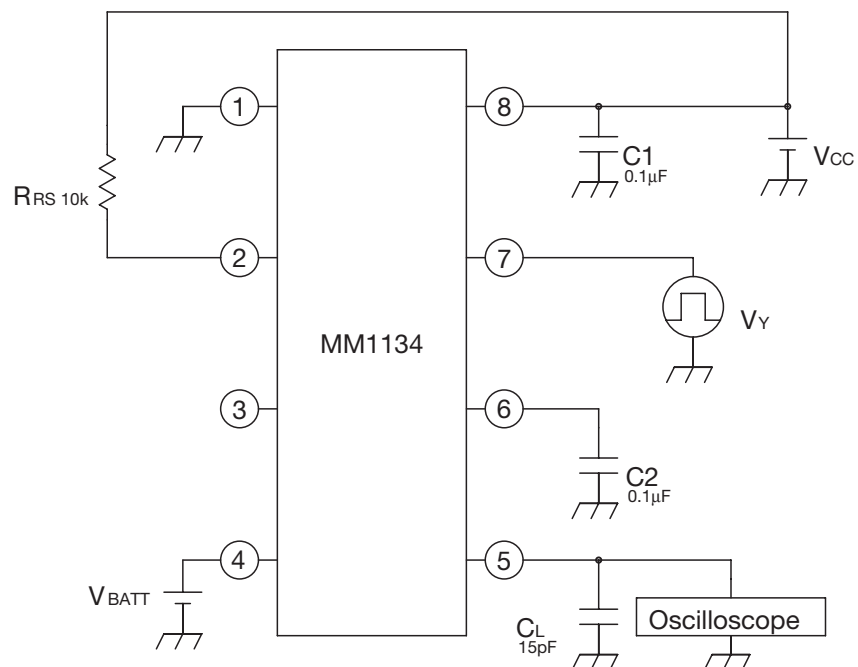 1
8
C1
0.1μF
VCC
RRS 10k
2
7
VY
MM1134
3
6
C2
0.1μF
4
5
VBATT
CL
15pF
Oscilloscope